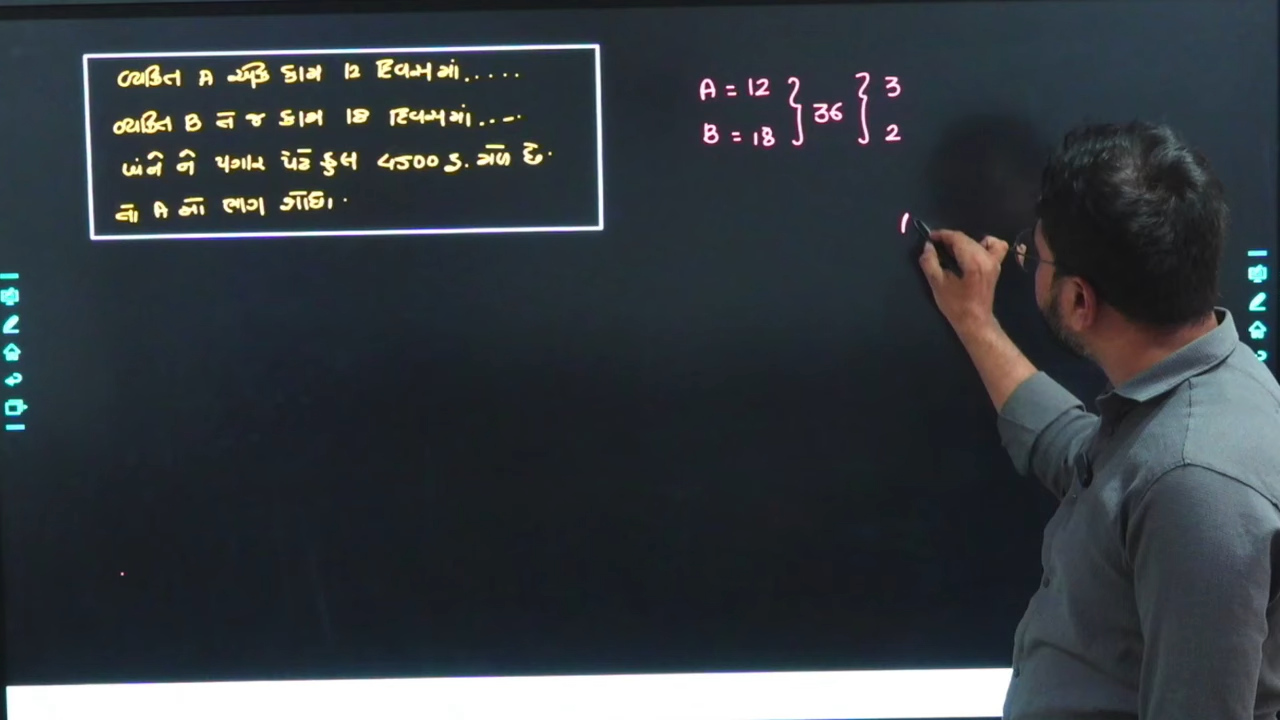 વ્યક્તિ A એક કામ 12 દિવસમાં.....
વ્યક્તિ B તે જ કામ 18 દિવસમાં....
બંને ને પગાર પેટે કુલ 4500 રૂ. મળે છે.
તો A નો ભાગ શોધો.
A = 12 } 36 } 3
B = 18 2